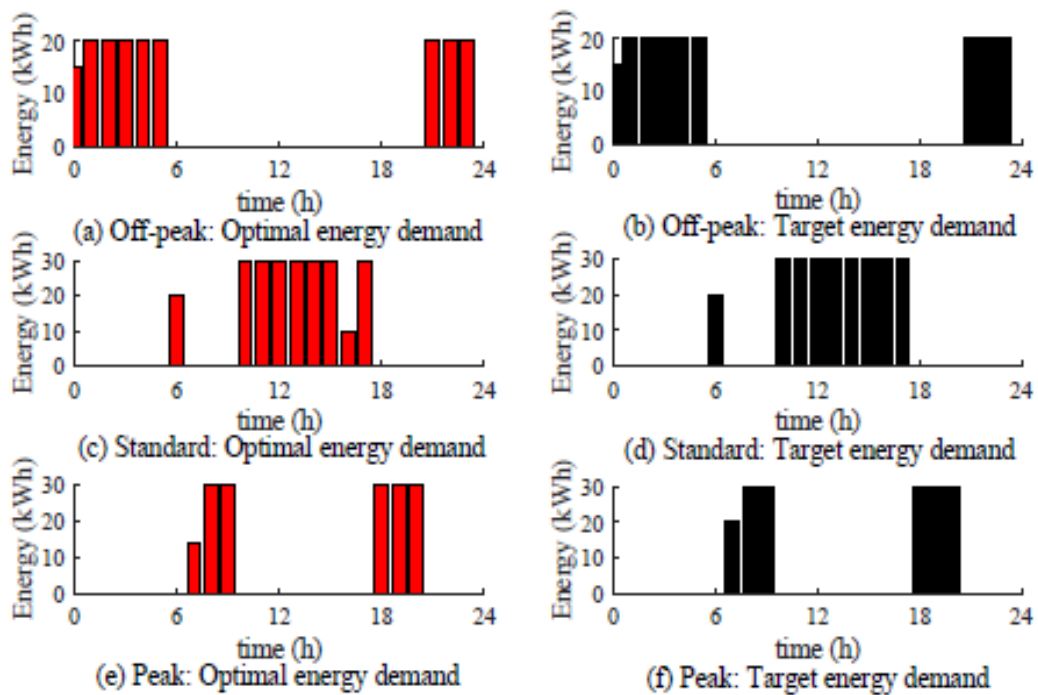 Energy (kWh)
20
10
0
0 6 12 18 24
time (h)
(a) Off-peak: Optimal energy demand
Energy (kWh)
20
10
0
0 6 12 18 24
time (h)
(b) Off-peak: Target energy demand
Energy (kWh)
30
20
10
0
0 6 12 18 24
time (h)
(c) Standard: Optimal energy demand
Energy (kWh)
30
20
10
0
0 6 12 18 24
time (h)
(d) Standard: Target energy demand
Energy (kWh)
30
20
10
0
0 6 12 18 24
time (h)
(e) Peak: Optimal energy demand
Energy (kWh)
30
20
10
0
0 6 12 18 24
time (h)
(f) Peak: Target energy demand